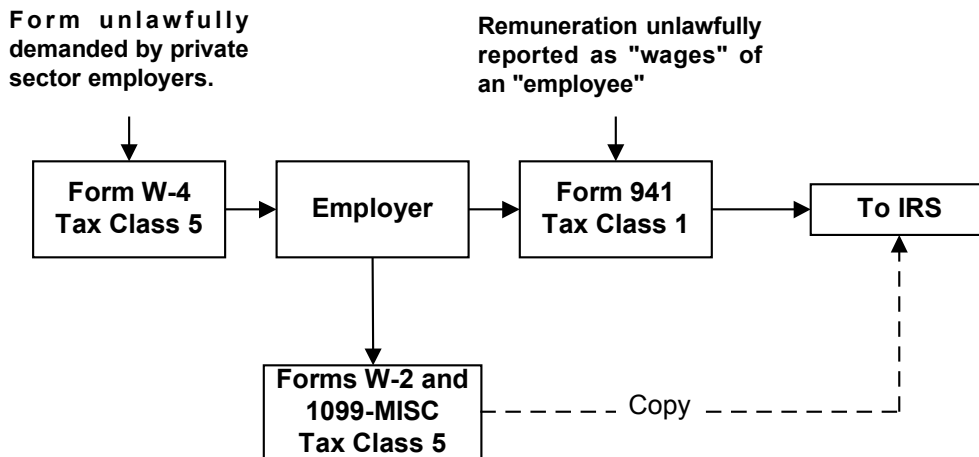 Form unlawfully
demanded by private
sector employers.
Remuneration unlawfully
reported as "wages" of
an "employee"
Form W-4
Tax Class 5
Employer
Form 941
Tax Class 1
To IRS
Forms W-2 and
1099-MISC
Tax Class 5
Copy